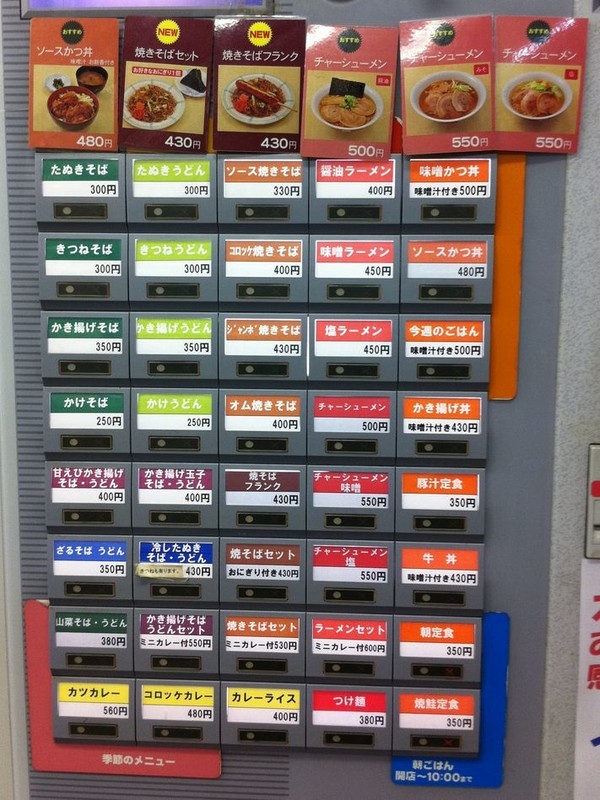 おすすめ
ソースかつ丼
味噌汁 お新香付き
480円
NEW
焼きそばセット
お好きなおにぎり1個
430円
NEW
焼きそばフランク
430円
おすすめ
チャーシューメン
醤油
500円
おすすめ
チャーシューメン
みそ
550円
おすすめ
チャーシューメン
塩
550円
たぬきそば
300円
たぬきうどん
300円
ソース焼きそば
330円
醤油ラーメン
400円
味噌かつ丼
味噌汁付き500円
きつねそば
300円
きつねうどん
300円
コロッケ焼きそば
400円
味噌ラーメン
450円
ソースかつ丼
480円
かき揚げそば
350円
かき揚げうどん
350円
ジャンボ焼きそば
430円
塩ラーメン
450円
今週のごはん
味噌汁付き500円
かけそば
250円
かけうどん
250円
オム焼きそば
400円
チャーシューメン
500円
かき揚げ丼
味噌汁付き430円
甘えびかき揚げ
そば・うどん
400円
かき揚げ玉子
そば・うどん
400円
焼そば
フランク
430円
チャーシューメン
味噌
550円
豚汁定食
350円
ざるそば うどん
350円
冷したぬき
そば・うどん
きつねも有ります。
430円
焼そばセット
おにぎり付き430円
チャーシューメン
塩
550円
牛 丼
味噌汁付き430円
山菜そば・うどん
380円
かき揚げそば
うどんセット
ミニカレー付550円
焼きそばセット
ミニカレー付530円
ラーメンセット
ミニカレー付600円
朝定食
350円
カツカレー
560円
コロッケカレー
480円
カレーライス
400円
つけ麺
380円
焼鮭定食
350円
季節のメニュー
朝ごはん
開店～10:00まで